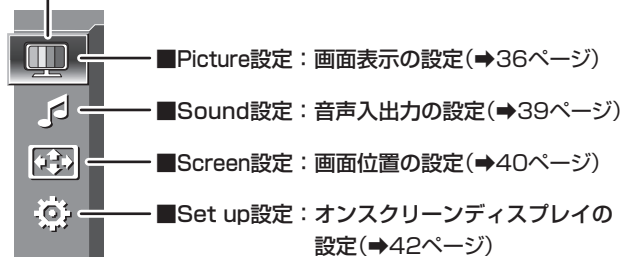 ■Picture設定：画面表示の設定(➡36ページ)
■Sound設定：音声入出力の設定(➡39ページ)
■Screen設定：画面位置の設定(➡40ページ)
■Set up設定：オンスクリーンディスプレイの
設定(➡42ページ)